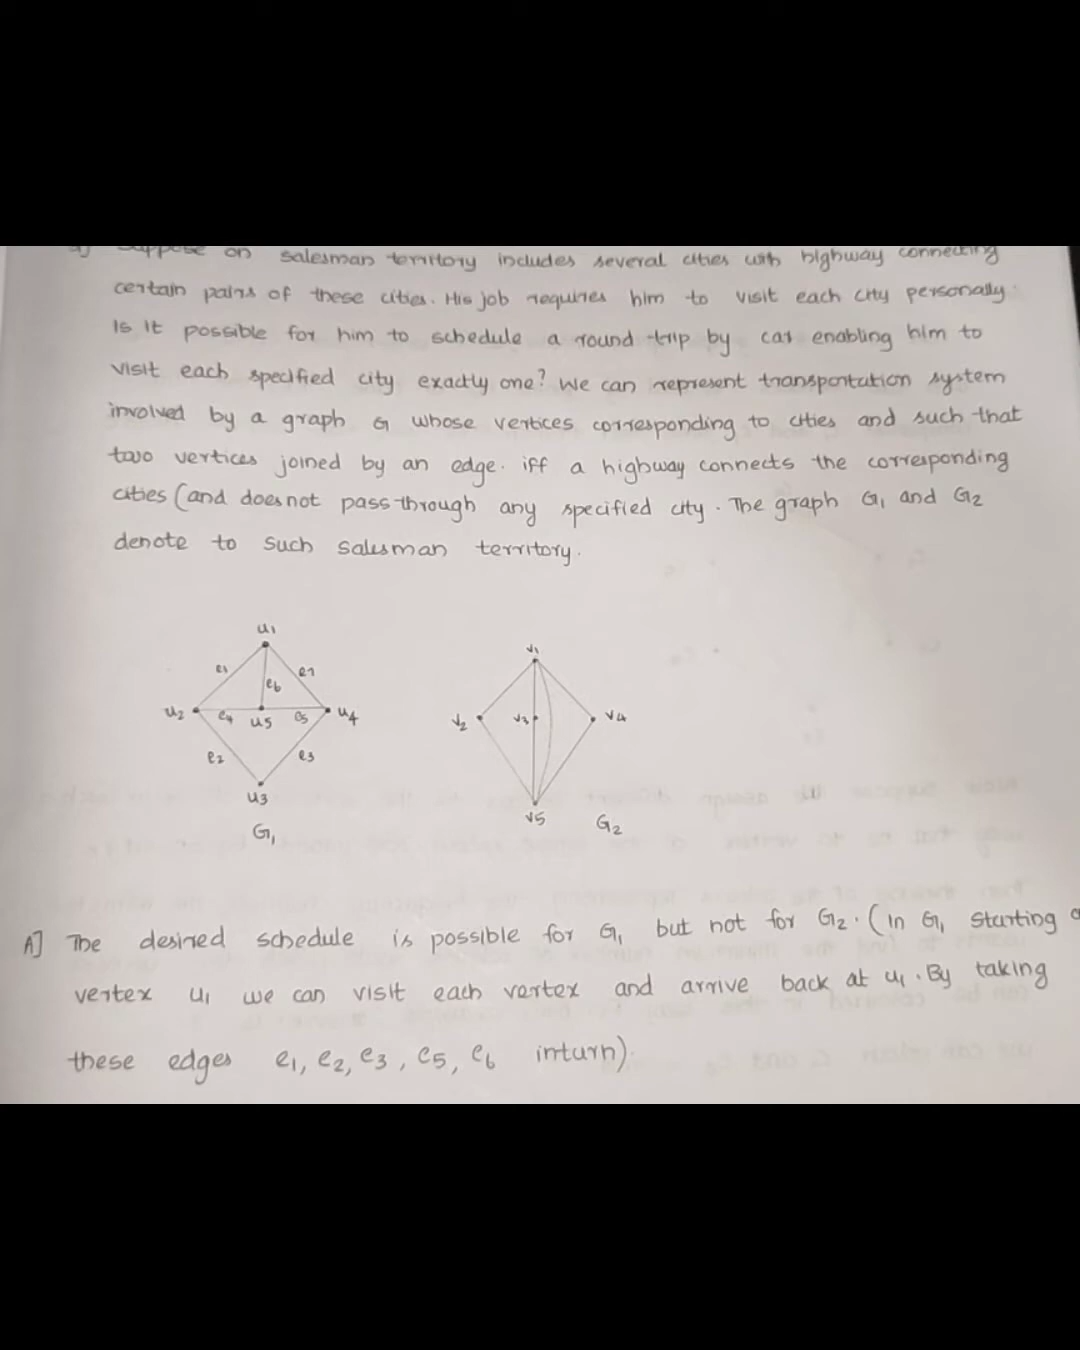 Suppose on salesman territory includes several cities with highway connecting
certain pairs of these cities. His job requires him to visit each city personally.
Is it possible for him to schedule a round trip by car enabling him to
visit each specified city exactly one? We can represent transportation system
involved by a graph G whose vertices corresponding to cities and such that
two vertices joined by an edge. iff a highway connects the corresponding
cities (and does not pass through any specified city. The graph G₁ and G₂
denote to such salesman territory.
u₁
e₁ e₇
e₆
u₂ e₄ u₅ e₅ u₄
e₂ e₃
u₃
G₁
v₁
v₂ v₃ v₄
v₅
G₂
A] The desired schedule is possible for G₁ but not for G₂. (In G₁ starting
vertex u₁ we can visit each vertex and arrive back at u₁. By taking
these edges e₁, e₂, e₃, e₅, e₆ inturn).